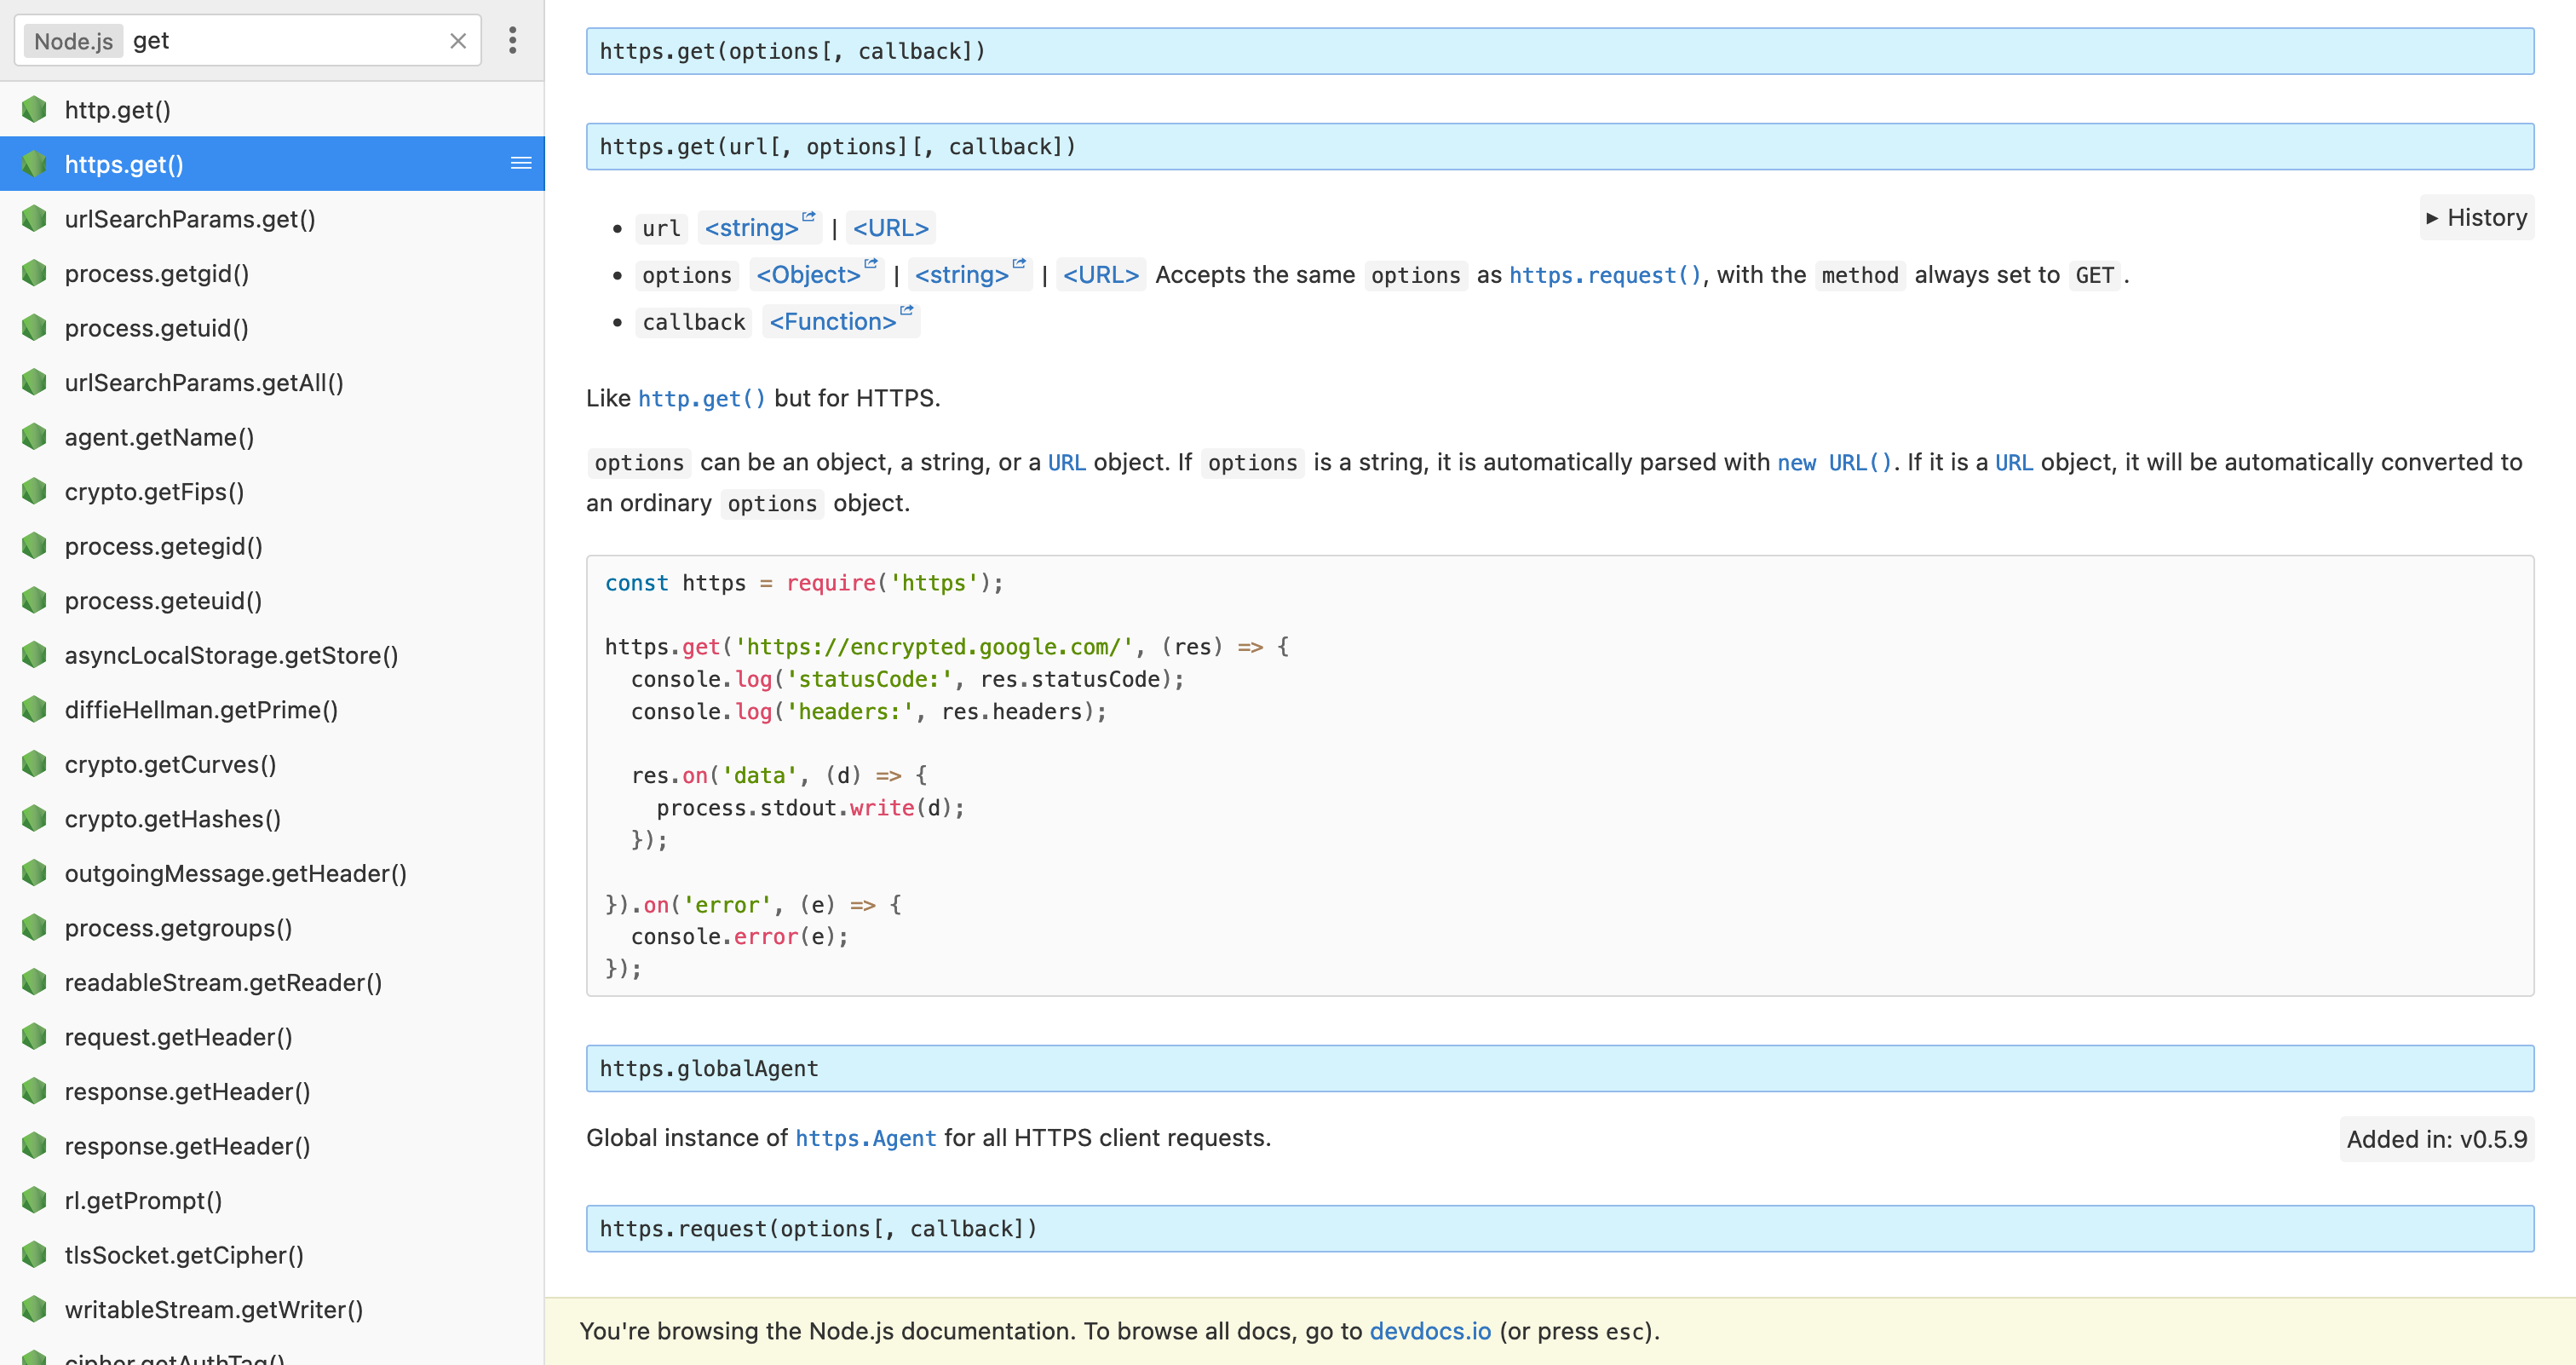 Node.js get
http.get()
https.get()
urlSearchParams.get()
process.getgid()
process.getuid()
urlSearchParams.getAll()
agent.getName()
crypto.getFips()
process.getegid()
process.geteuid()
asyncLocalStorage.getStore()
diffieHellman.getPrime()
crypto.getCurves()
crypto.getHashes()
outgoingMessage.getHeader()
process.getgroups()
readableStream.getReader()
request.getHeader()
response.getHeader()
response.getHeader()
rl.getPrompt()
tlsSocket.getCipher()
writableStream.getWriter()
cipher.getAuthTag()
https.get(options[, callback])
https.get(url[, options][, callback])
▸ History
• url <string> | <URL>
• options <Object> | <string> | <URL> Accepts the same options as https.request(), with the method always set to GET.
• callback <Function>
Like http.get() but for HTTPS.
options can be an object, a string, or a URL object. If options is a string, it is automatically parsed with new URL(). If it is a URL object, it will be automatically converted to
an ordinary options object.
const https = require('https');
https.get('https://encrypted.google.com/', (res) => {
  console.log('statusCode:', res.statusCode);
  console.log('headers:', res.headers);
  res.on('data', (d) => {
    process.stdout.write(d);
  });
}).on('error', (e) => {
  console.error(e);
});
https.globalAgent
Global instance of https.Agent for all HTTPS client requests.
Added in: v0.5.9
https.request(options[, callback])
You're browsing the Node.js documentation. To browse all docs, go to devdocs.io (or press esc).